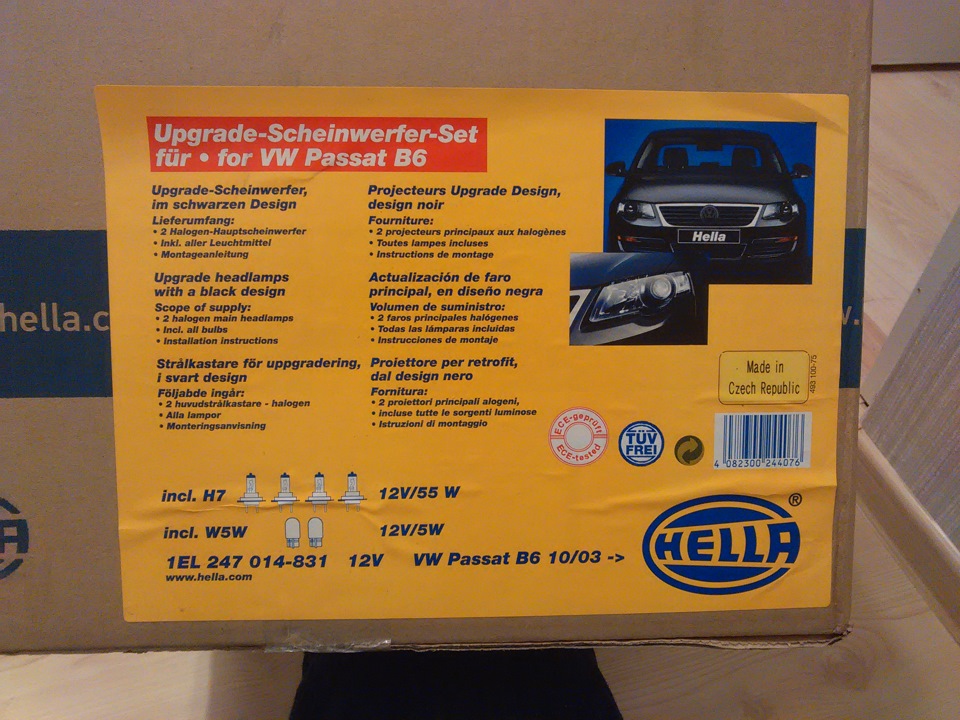 Upgrade-Scheinwerfer-Set
für • for VW Passat B6
Upgrade-Scheinwerfer,
im schwarzen Design
Lieferumfang:
• 2 Halogen-Hauptscheinwerfer
• Inkl. aller Leuchtmittel
• Montageanleitung
Upgrade headlamps
with a black design
Scope of supply:
• 2 halogen main headlamps
• Incl. all bulbs
• Installation instructions
Strålkastare för uppgradering,
i svart design
Följabde ingår:
• 2 huvudstrålkastare - halogen
• Alla lampor
• Monteringsanvisning
Projecteurs Upgrade Design,
design noir
Fourniture:
• 2 projecteurs principaux aux halogènes
• Toutes lampes incluses
• Instructions de montage
Actualización de faro
principal, en diseño negra
Volumen de suministro:
• 2 faros principales halógenes
• Todas las lámparas incluidas
• Instrucciones de montaje
Proiettore per retrofit,
dal design nero
Fornitura:
• 2 proiettori principali alogeni,
• incluse tutte le sorgenti luminose
• Istruzioni di montaggio
Hella
Made in
Czech Republic
493 100-75
ECE-geprüft
ECE-tested
TÜV
FREI
4 082300 244076
incl. H7 12V/55 W
incl. W5W 12V/5W
1EL 247 014-831 12V VW Passat B6 10/03 ->
www.hella.com
HELLA®
hella.c
w.